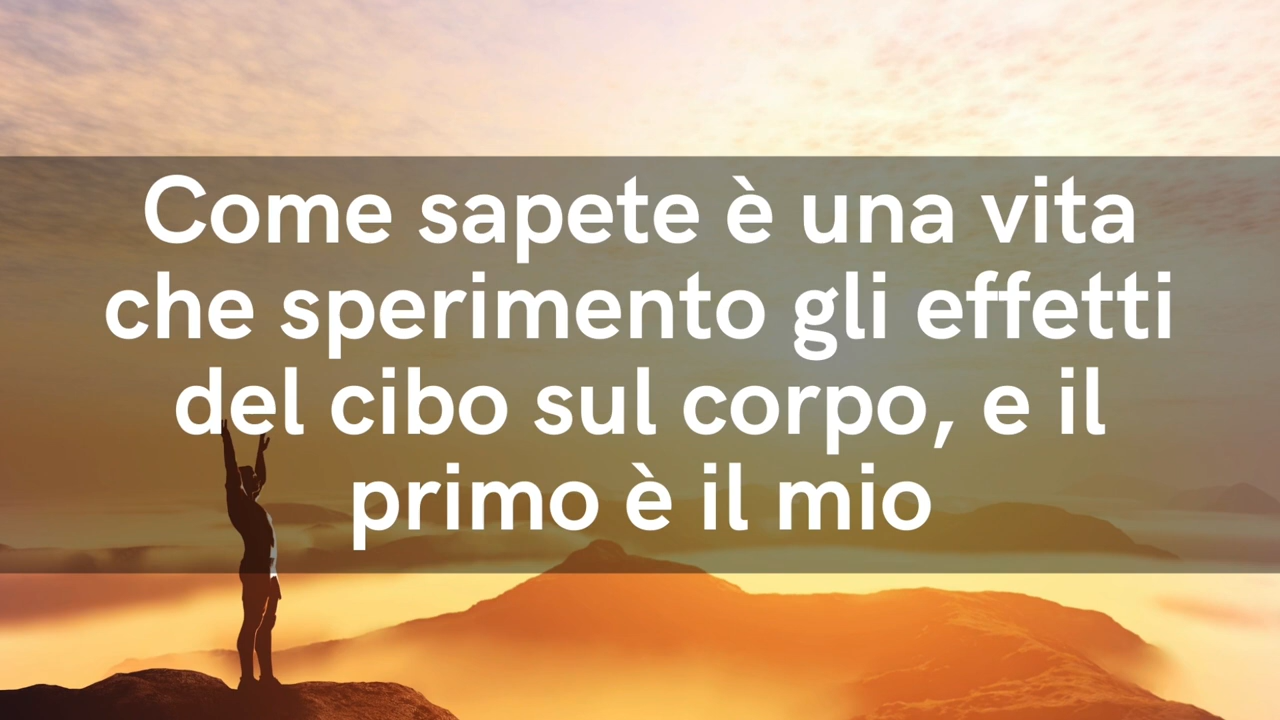 Come sapete è una vita
che sperimento gli effetti
del cibo sul corpo, e il
primo è il mio